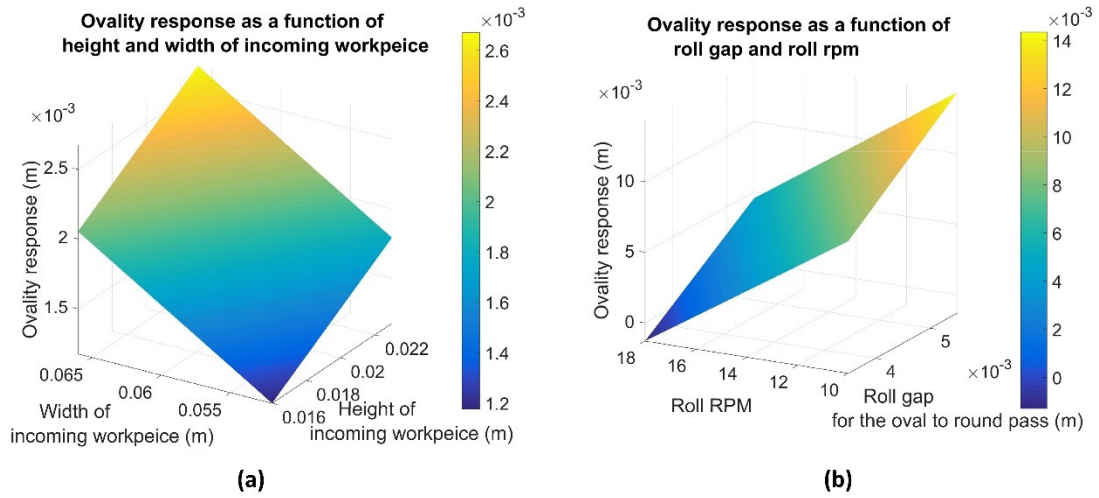 Ovality response as a function of
height and width of incoming workpeice
×10⁻³
2.6
2.4
2.2
2
1.8
1.6
1.4
1.2
×10⁻³
2.5
2
1.5
Ovality response (m)
0.065
0.06
0.055
Width of
incoming workpeice (m)
0.016
0.018
0.02
0.022
Height of
incoming workpeice (m)
(a)
Ovality response as a function of
roll gap and roll rpm
×10⁻³
14
12
10
8
6
4
2
0
×10⁻³
10
5
0
Ovality response (m)
18
16
14
12
10
Roll RPM
4
5
×10⁻³
Roll gap
for the oval to round pass (m)
(b)